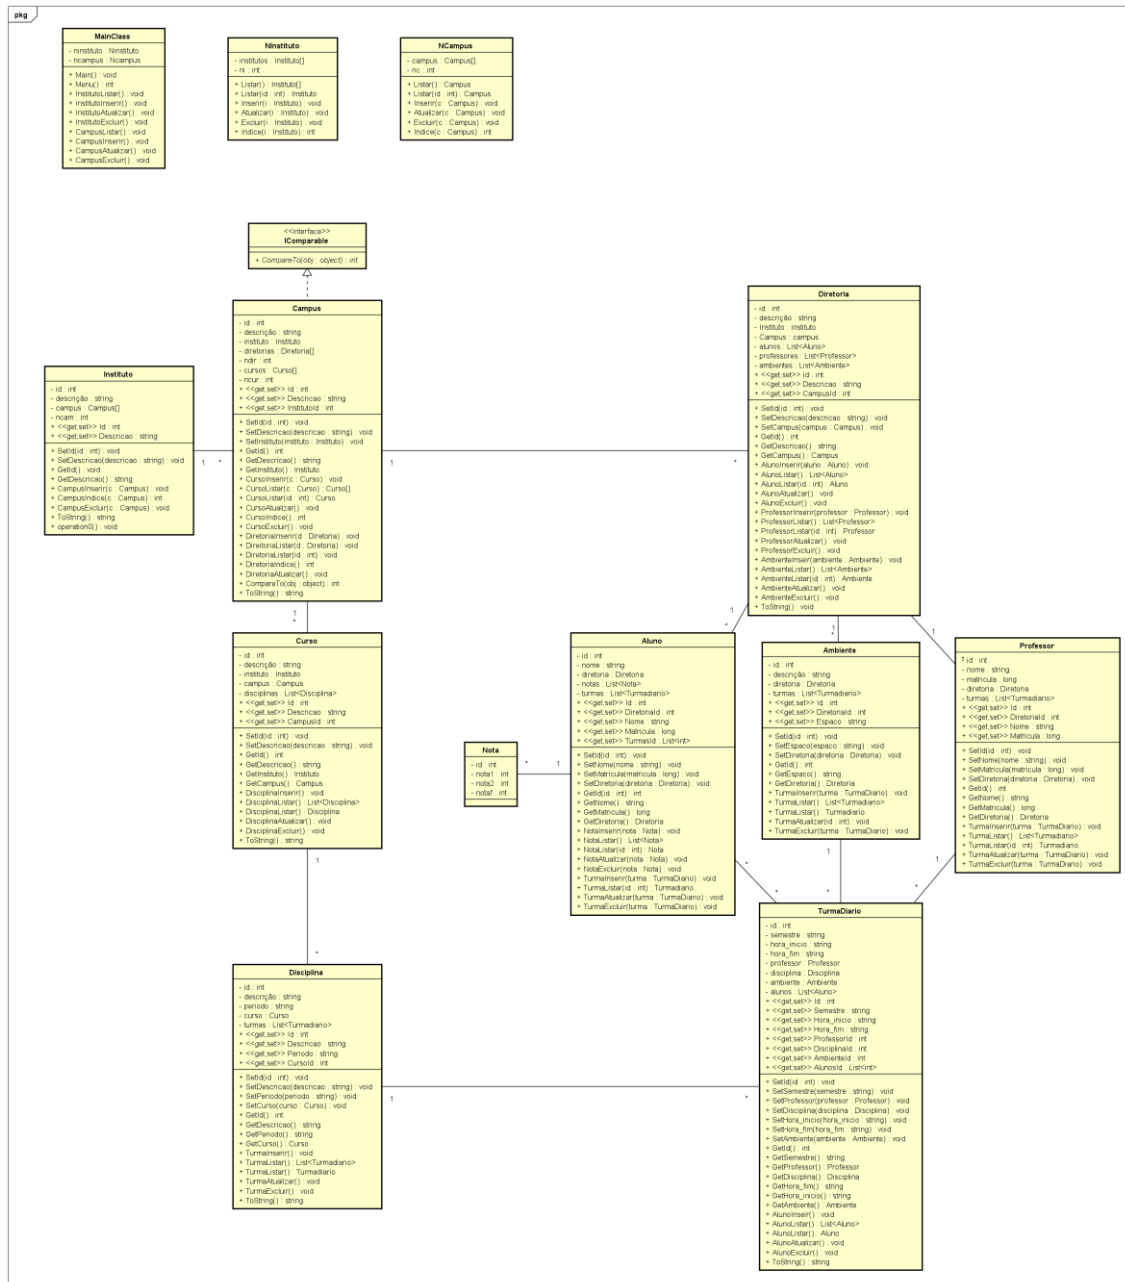 pkg
MainClass
- ninstituto : Ninstituto
- ncampus : Ncampus
+ Main() : void
+ Menu() : int
+ InstitutoListar() : void
+ InstitutoInserir() : void
+ InstitutoAtualizar() : void
+ InstitutoExcluir() : void
+ CampusListar() : void
+ CampusInserir() : void
+ CampusAtualizar() : void
+ CampusExcluir() : void
NInstituto
- institutos : Instituto[]
- ni : int
+ Listar() : Instituto[]
+ Listar(id : int) : Instituto
+ Inserir(i : Instituto) : void
+ Atualizar(i : Instituto) : void
+ Excluir(i : Instituto) : void
+ Indice(i : Instituto) : int
NCampus
- campus : Campus[]
- nc : int
+ Listar() : Campus
+ Listar(id : int) : Campus
+ Inserir(c : Campus) : void
+ Atualizar(c : Campus) : void
+ Excluir(c : Campus) : void
+ Indice(c : Campus) : int
<<interface>>
IComparable
+ CompareTo(obj : object) : int
Campus
- id : int
- descrição : string
- instituto : Instituto
- diretorias : Diretoria[]
- ndir : int
- cursos : Curso[]
- ncur : int
+ <<get,set>> Id : int
+ <<get,set>> Descricao : string
+ <<get,set>> InstitutoId : int
+ SetId(id : int) : void
+ SetDescricao(descricao : string) : void
+ SetInstituto(instituto : Instituto) : void
+ GetId() : int
+ GetDescricao() : string
+ GetInstituto() : Instituto
+ CursoInserir(c : Curso) : void
+ CursoListar(c : Curso) : Curso[]
+ CursoListar(id : int) : Curso
+ CursoAtualizar() : void
+ CursoIndice() : int
+ CursoExcluir() : void
+ DiretoriaInserir(d : Diretoria) : void
+ DireitoriaListar(d : Diretoria) : void
+ DiretoriaListar(id : int) : void
+ DiretoriaIndice() : int
+ DiretoriaAtualizar() : void
+ CompareTo(obj : object) : int
+ ToString() : string
Instituto
- id : int
- descrição : string
- campus : Campus[]
- ncam : int
+ <<get,set>> Id : int
+ <<get,set>> Descricao : string
+ SetId(id : int) : void
+ SetDescricao(descricao : string) : void
+ GetId() : void
+ GetDescricao() : string
+ CampusInserir(c : Campus) : void
+ CampusIndice(c : Campus) : int
+ CampusExcluir(c : Campus) : void
+ ToString() : string
+ operation0() : void
1
*
1
*
Diretoria
- id : int
- descrição : string
- Instituto : instituto
- Campus : campus
- alunos : List<Aluno>
- professores : List<Professor>
- ambientes : List<Ambiente>
+ <<get,set>> Id : int
+ <<get,set>> Descricao : string
+ <<get,set>> CampusId : int
+ SetId(id : int) : void
+ SetDescricao(descricao : string) : void
+ SetCampus(campus : Campus) : void
+ GetId() : int
+ GetDescricao() : string
+ GetCampus() : Campus
+ AlunoInserir(aluno : Aluno) : void
+ AlunoListar() : List<Aluno>
+ AlunoListar(id : int) : Aluno
+ AlunoAtualizar() : void
+ AlunoExcluir() : void
+ ProfessorInserir(professor : Professor) : void
+ ProfessorListar() : List<Professor>
+ ProfessorListar(id : int) : Professor
+ ProfessorAtualizar() : void
+ ProfessorExcluir() : void
+ AmbienteInseir(ambiente : Ambiente) : void
+ AmbienteListar() : List<Ambiente>
+ AmbienteListar(id : int) : Ambiente
+ AmbienteAtualizar() : void
+ AmbienteExcluir() : void
+ ToString() : void
1
*
1
*
1
*
1
*
Curso
- id : int
- descrição : string
- instituto : Instituto
- campus : Campus
- disciplinas : List<Disciplina>
+ <<get,set>> Id : int
+ <<get,set>> Descricao : string
+ <<get,set>> CampusId : int
+ SetId(id : int) : void
+ SetDescricao(descricao : string) : void
+ GetId() : int
+ GetDescricao() : string
+ GetInstituto() : Instituto
+ GetCampus() : Campus
+ DisciplinaInserir() : void
+ DisciplinaListar() : List<Disciplina>
+ DisciplinaListar() : Disciplina
+ DisciplinaAtualizar() : void
+ DisciplinaExcluir() : void
+ ToString() : string
Nota
- id : int
- nota1 : int
- nota2 : int
- notaf : int
*
1
Aluno
- id : int
- nome : string
- diretoria : Diretoria
- notas : List<Nota>
- turmas : List<Turmadiario>
+ <<get,set>> Id : int
+ <<get,set>> DiretoriaId : int
+ <<get,set>> Nome : string
+ <<get,set>> Matricula : long
+ <<get,set>> TurmasId : List<int>
+ SetId(id : int) : void
+ SetNome(nome : string) : void
+ SetMatricula(matricula : long) : void
+ SetDiretoria(diretoria : Diretoria) : void
+ GetId(id : int) : int
+ GetNome() : string
+ GetMatricula() : long
+ GetDiretoria() : Diretoria
+ NotaInserir(nota : Nota) : void
+ NotaListar() : List<Nota>
+ NotaListar(id : int) : Nota
+ NotaAtualizar(nota : Nota) : void
+ NotaExcluir(nota : Nota) : void
+ TurmaInserir(turma : TurmaDiario) : void
+ TurmaListar(id : int) : Turmadiario
+ TurmaAtualizar(turma : TurmaDiario) : void
+ TurmaExcluir(turma : TurmaDiario) : void
Ambiente
- id : int
- descrição : string
- diretoria : Diretoria
- turmas : List<Turmadiario>
+ <<get,set>> Id : int
+ <<get,set>> DiretoriaId : int
+ <<get,set>> Espaco : string
+ SetId(id : int) : void
+ SetEspaco(espaco : string) : void
+ SetDiretoria(diretoria : Diretoria) : void
+ GetId() : int
+ GetEspaco() : string
+ GetDiretoria() : Diretoria
+ TurmaInserir(turma : TurmaDiario) : void
+ TurmaListar() : List<Turmadiario>
+ TurmaListar() : Turmadiario
+ TurmaAtualizar(id : int) : void
+ TurmaExcluir(turma : TurmaDiario) : void
Professor
- id : int
- nome : string
- matricula : long
- diretoria : Diretoria
- turmas : List<Turmadiario>
+ <<get,set>> Id : int
+ <<get,set>> DiretoriaId : int
+ <<get,set>> Nome : string
+ <<get,set>> Matricula : long
+ SetId(id : int) : void
+ SetNome(nome : string) : void
+ SetMatricula(matricula : long) : void
+ SetDiretoria(diretoria : Diretoria) : void
+ GetId() : int
+ GetNome() : string
+ GetMatricula() : long
+ GetDiretoria() : Diretoria
+ TurmaInserir(turma : TurmaDiario) : void
+ TurmaListar() : List<Turmadiario>
+ TurmaListar(id : int) : Turmadiario
+ TurmaAtualizar(turma : TurmaDiario) : void
+ TurmaExcluir(turma : TurmaDiario) : void
1
*
*
*
1
*
1
*
Disciplina
- id : int
- descrição : string
- periodo : string
- curso : Curso
- turmas : List<Turmadiario>
+ <<get,set>> Id : int
+ <<get,set>> Descricao : string
+ <<get,set>> Periodo : string
+ <<get,set>> CursoId : int
+ SetId(id : int) : void
+ SetDescricao(descricao : string) : void
+ SetPeriodo(periodo : string) : void
+ SetCurso(curso : Curso) : void
+ GetId() : int
+ GetDescricao() : string
+ GetPeriodo() : string
+ GetCurso() : Curso
+ TurmaInserir() : void
+ TurmaListar() : List<Turmadiario>
+ TurmaListar() : Turmadiario
+ TurmaAtualizar() : void
+ TurmaExcluir() : void
+ ToString() : string
1
*
TurmaDiario
- id : int
- semestre : string
- hora_inicio : string
- hora_fim : string
- professor : Professor
- disciplina : Disciplina
- ambiente : Ambiente
- alunos : List<Aluno>
+ <<get,set>> Id : int
+ <<get,set>> Semestre : string
+ <<get,set>> Hora_inicio : string
+ <<get,set>> Hora_fim : string
+ <<get,set>> ProfessorId : int
+ <<get,set>> DisciplinaId : int
+ <<get,set>> AmbienteId : int
+ <<get,set>> AlunosId : List<int>
+ SetId(id : int) : void
+ SetSemestre(semestre : string) : void
+ SetProfessor(professor : Professor) : void
+ SetDisciplina(disciplina : Disciplina) : void
+ SetHora_inicio(hora_inicio : string) : void
+ SetHora_fim(hora_fim : string) : void
+ SetAmbiente(ambiente : Ambiente) : void
+ GetId() : int
+ GetSemestre() : string
+ GetProfessor() : Professor
+ GetDisciplina() : Disciplina
+ GetHora_fim() : string
+ GetHora_inicio() : string
+ GetAmbiente() : Ambiente
+ AlunoInseir() : void
+ AlunoListar() : List<Aluno>
+ AlunoListar() : Aluno
+ AlunoAtualizar() : void
+ AlunoExcluir() : void
+ ToString() : string